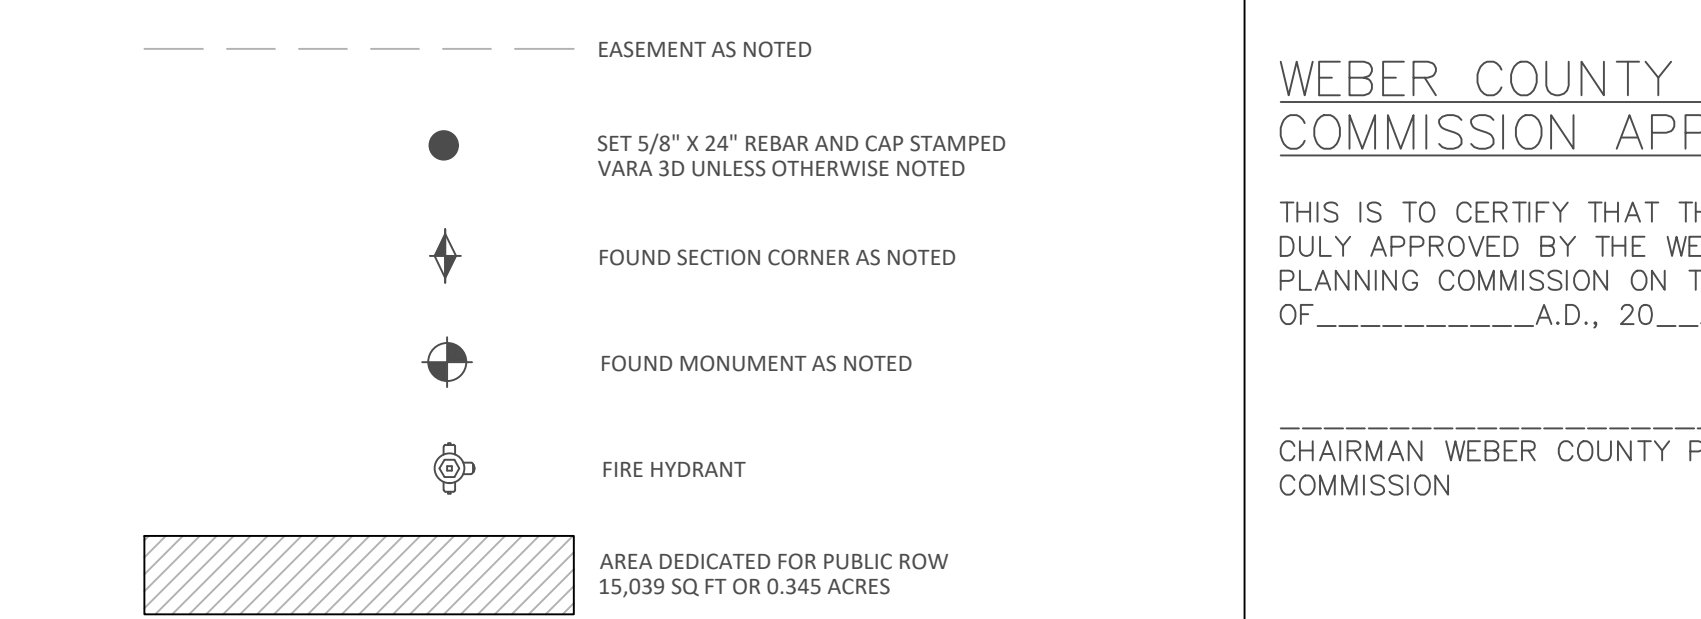 EASEMENT AS NOTED
SET 5/8" X 24" REBAR AND CAP STAMPED
VARA 3D UNLESS OTHERWISE NOTED
FOUND SECTION CORNER AS NOTED
FOUND MONUMENT AS NOTED
FIRE HYDRANT
AREA DEDICATED FOR PUBLIC ROW
15,039 SQ FT OR 0.345 ACRES
WEBER COUNTY
COMMISSION
THIS IS TO CERTIFY THAT
DULY APPROVED BY THE
PLANNING COMMISSION ON
OF__________A.D., 20__
CHAIRMAN WEBER COUNTY
COMMISSION